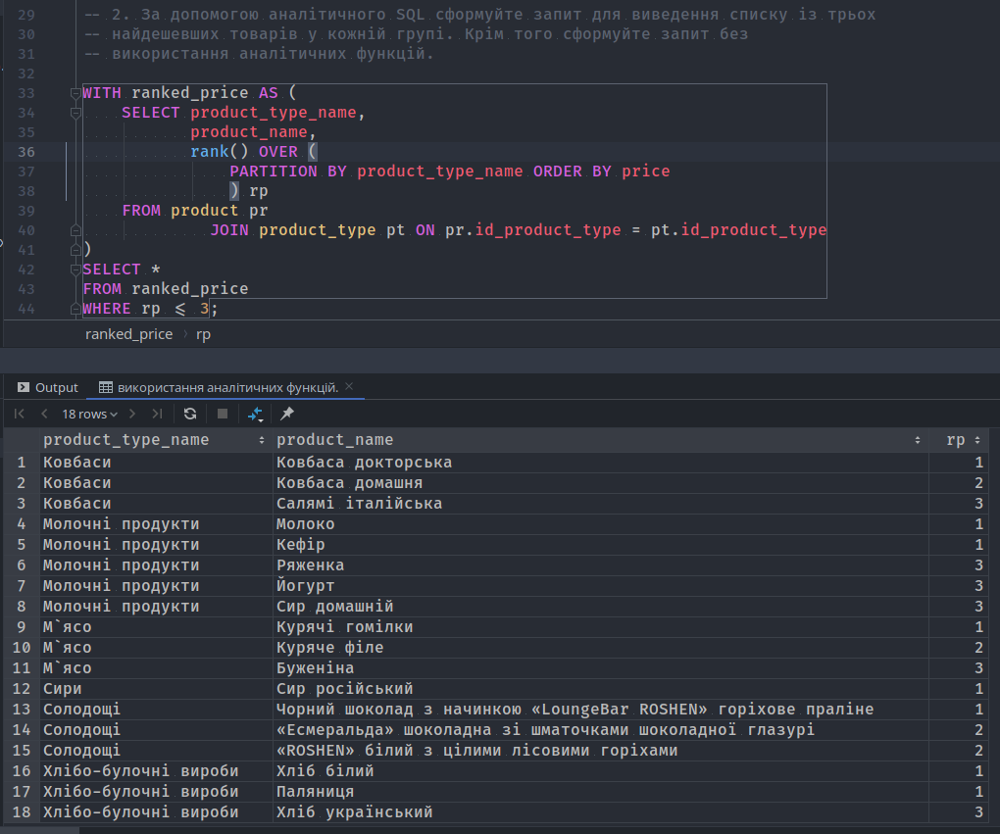 29 -- 2. За допомогою аналітичного SQL сформуйте запит для виведення списку із трьох
30 -- найдешевших товарів у кожній групі. Крім того сформуйте запит без
31 -- використання аналітичних функцій.
32
33 WITH ranked_price AS (
34 SELECT product_type_name,
35 product_name,
36 rank() OVER (
37 PARTITION BY product_type_name ORDER BY price
38 ) rp
39 FROM product pr
40 JOIN product_type pt ON pr.id_product_type = pt.id_product_type
41 )
42 SELECT *
43 FROM ranked_price
44 WHERE rp <= 3;
ranked_price › rp
Output використання аналітичних функцій. ×
18 rows
product_type_name product_name rp
1 Ковбаси Ковбаса докторська 1
2 Ковбаси Ковбаса домашня 2
3 Ковбаси Салямі італійська 3
4 Молочні продукти Молоко 1
5 Молочні продукти Кефір 1
6 Молочні продукти Ряженка 3
7 Молочні продукти Йогурт 3
8 Молочні продукти Сир домашній 3
9 М`ясо Курячі гомілки 1
10 М`ясо Куряче філе 2
11 М`ясо Буженіна 3
12 Сири Сир російський 1
13 Солодощі Чорний шоколад з начинкою «LoungeBar ROSHEN» горіхове праліне 1
14 Солодощі «Есмеральда» шоколадна зі шматочками шоколадної глазурі 2
15 Солодощі «ROSHEN» білий з цілими лісовими горіхами 2
16 Хлібо-булочні вироби Хліб білий 1
17 Хлібо-булочні вироби Паляниця 1
18 Хлібо-булочні вироби Хліб український 3